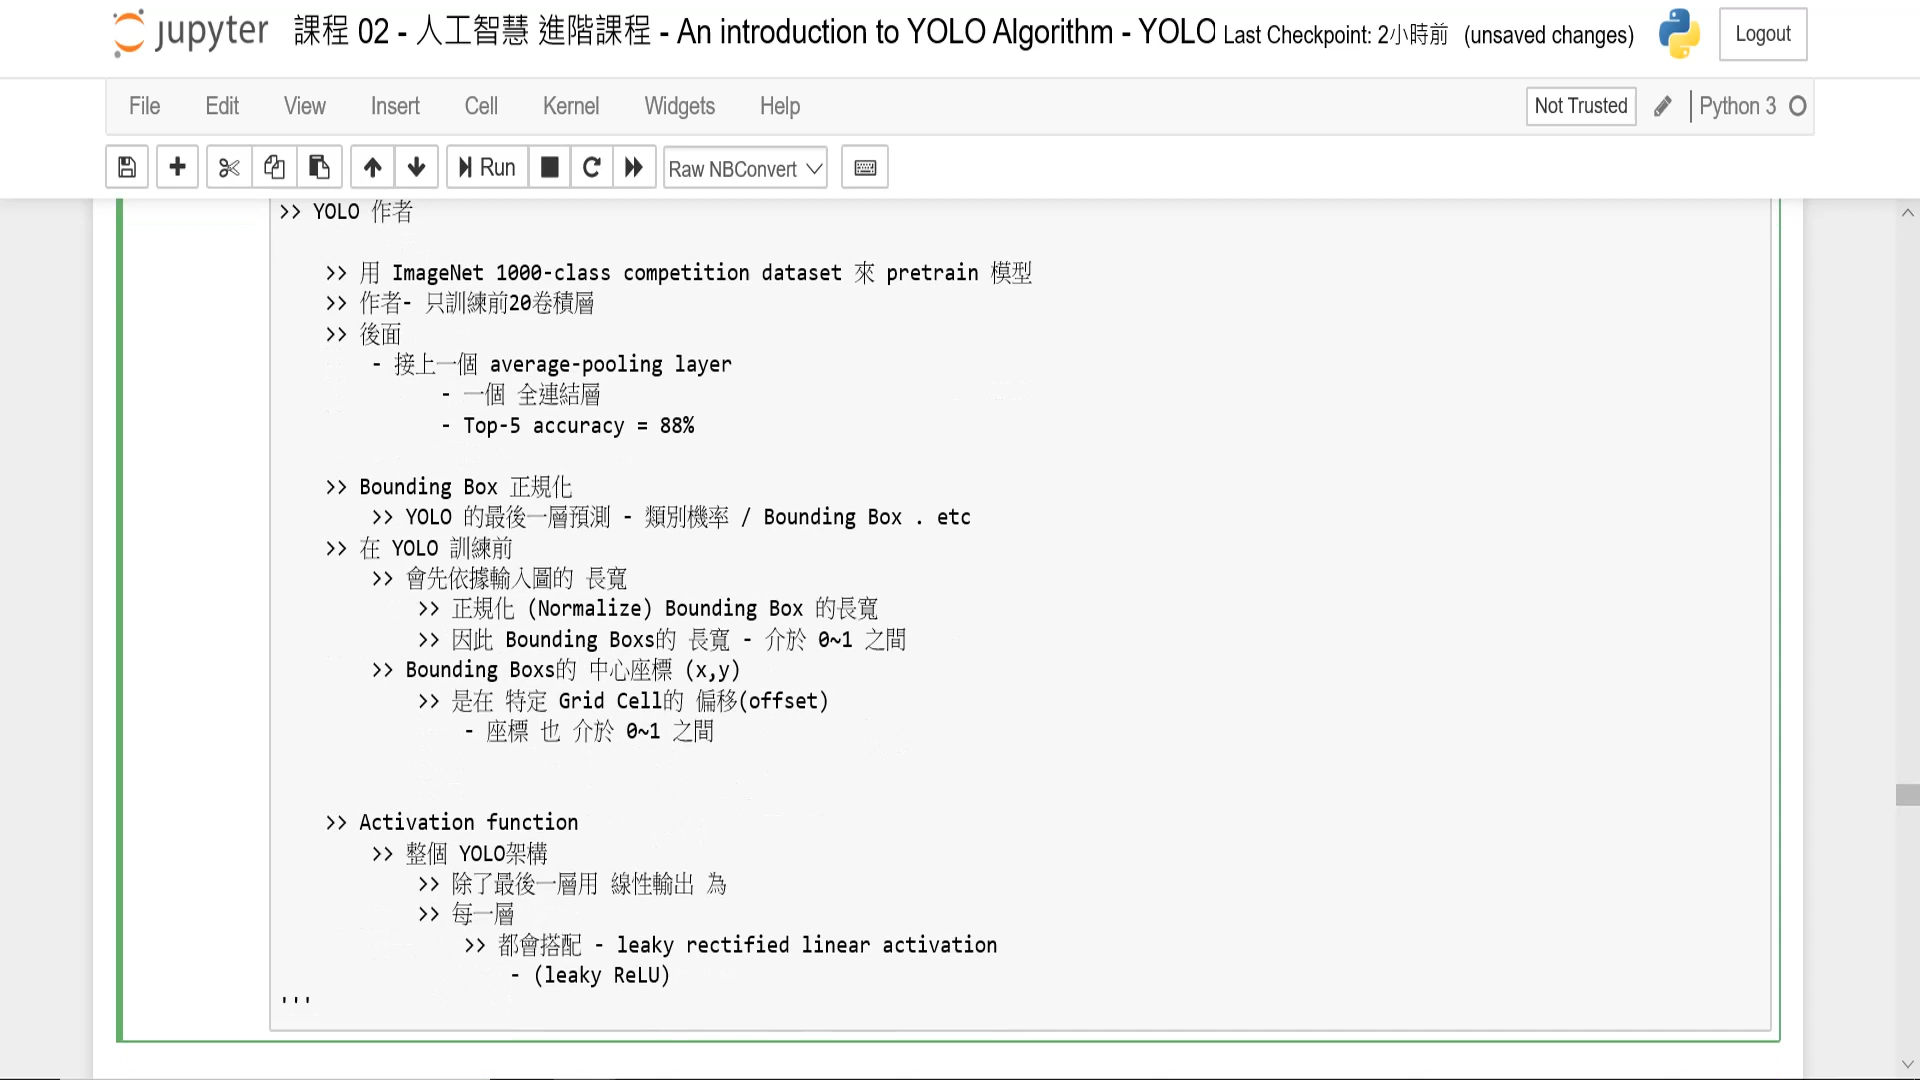 jupyter 課程 02 - 人工智慧 進階課程 - An introduction to YOLO Algorithm - YOLO Last Checkpoint: 2小時前 (unsaved changes) Logout
File Edit View Insert Cell Kernel Widgets Help Not Trusted Python 3
Run Raw NBConvert
>> YOLO 作者
>> 用 ImageNet 1000-class competition dataset 來 pretrain 模型
>> 作者- 只訓練前20卷積層
>> 後面
- 接上一個 average-pooling layer
- 一個 全連結層
- Top-5 accuracy = 88%
>> Bounding Box 正規化
>> YOLO 的最後一層預測 - 類別機率 / Bounding Box . etc
>> 在 YOLO 訓練前
>> 會先依據輸入圖的 長寬
>> 正規化 (Normalize) Bounding Box 的長寬
>> 因此 Bounding Boxs的 長寬 - 介於 0~1 之間
>> Bounding Boxs的 中心座標 (x,y)
>> 是在 特定 Grid Cell的 偏移(offset)
- 座標 也 介於 0~1 之間
>> Activation function
>> 整個 YOLO架構
>> 除了最後一層用 線性輸出 為
>> 每一層
>> 都會搭配 - leaky rectified linear activation
- (leaky ReLU)
'''